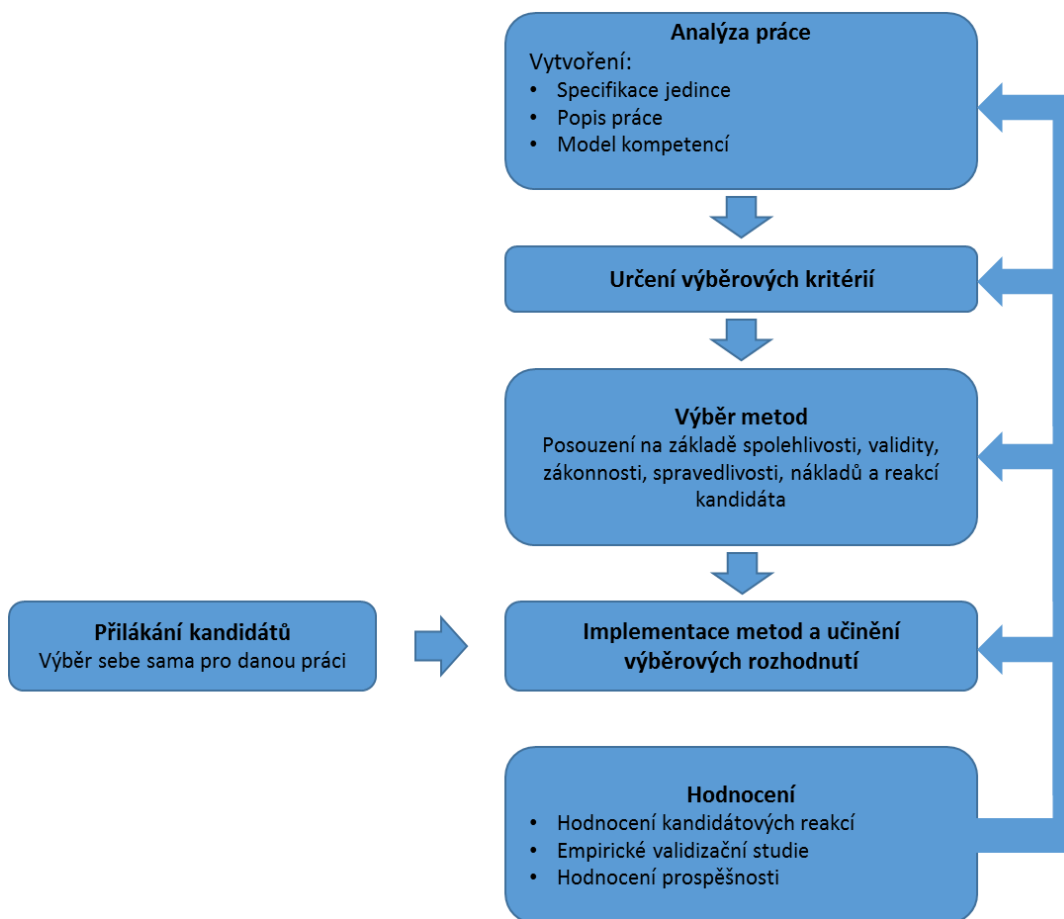 Analýza práce
Vytvoření:
• Specifikace jedince
• Popis práce
• Model kompetencí
Určení výběrových kritérií
Výběr metod
Posouzení na základě spolehlivosti, validity,
zákonnosti, spravedlivosti, nákladů a reakcí
kandidáta
Přilákání kandidátů
Výběr sebe sama pro danou práci
Implementace metod a učinění
výběrových rozhodnutí
Hodnocení
• Hodnocení kandidátových reakcí
• Empirické validizační studie
• Hodnocení prospěšnosti